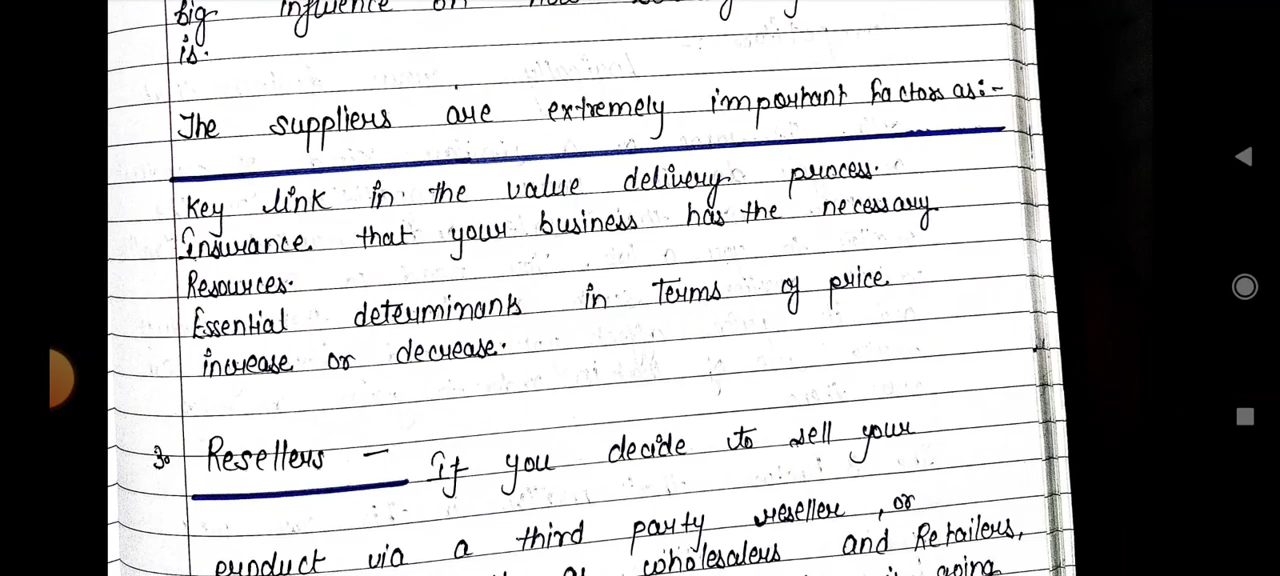 big influence on
is.
The suppliers are extremely important factors as:-
Key link in the value delivery process.
Insurance that your business has the necessary
Resources.
Essential determinants in terms of price
increase or decrease.
3. Resellers - If you decide to sell your
product via a third party reseller, or
wholesalers and Retailers,
going